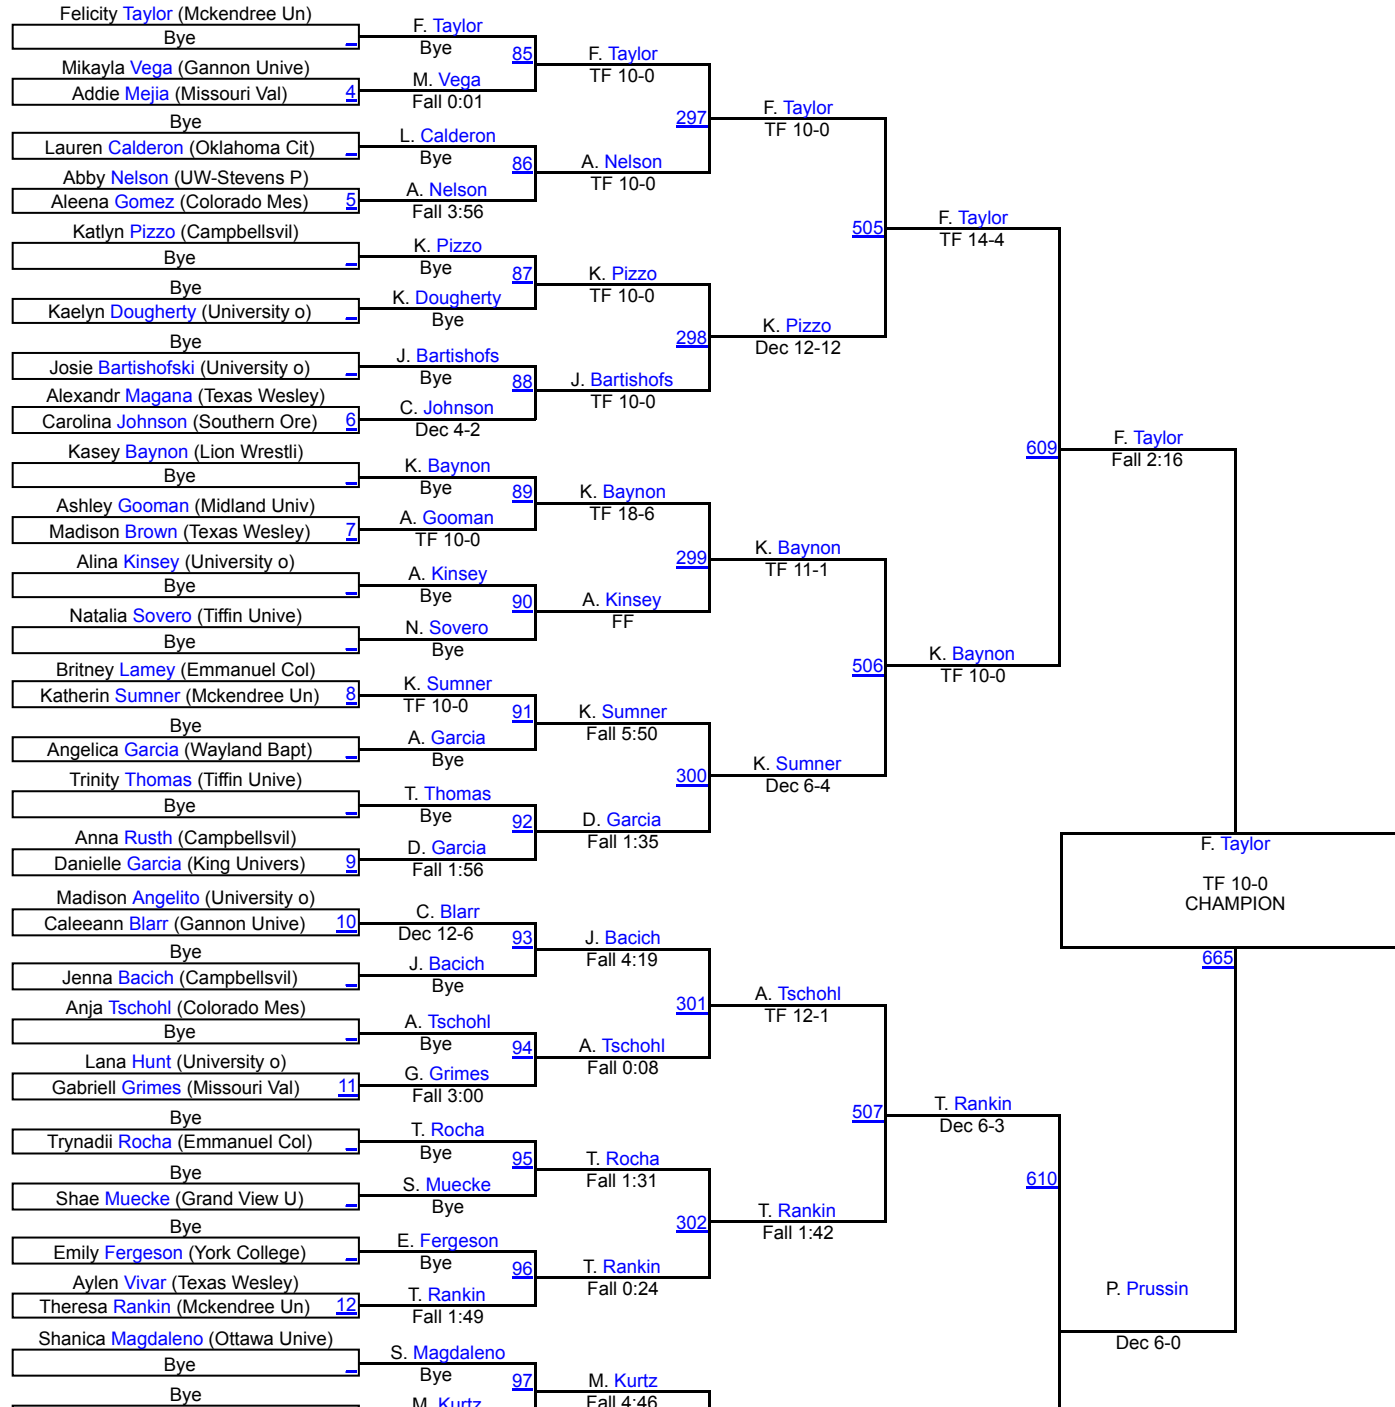 Felicity Taylor (Mckendree Un)
Bye
Mikayla Vega (Gannon Unive)
Addie Mejia (Missouri Val) 4
Bye
Lauren Calderon (Oklahoma Cit)
Abby Nelson (UW-Stevens P)
Aleena Gomez (Colorado Mes) 5
Katlyn Pizzo (Campbellsvil)
Bye
Bye
Kaelyn Dougherty (University o)
Bye
Josie Bartishofski (University o)
Alexandr Magana (Texas Wesley)
Carolina Johnson (Southern Ore) 6
Kasey Baynon (Lion Wrestli)
Bye
Ashley Gooman (Midland Univ)
Madison Brown (Texas Wesley) 7
Alina Kinsey (University o)
Bye
Natalia Sovero (Tiffin Unive)
Bye
Britney Lamey (Emmanuel Col)
Katherin Sumner (Mckendree Un) 8
Bye
Angelica Garcia (Wayland Bapt)
Trinity Thomas (Tiffin Unive)
Bye
Anna Rusth (Campbellsvil)
Danielle Garcia (King Univers) 9
Madison Angelito (University o)
Caleeann Blarr (Gannon Unive) 10
Bye
Jenna Bacich (Campbellsvil)
Anja Tschohl (Colorado Mes)
Bye
Lana Hunt (University o)
Gabriell Grimes (Missouri Val) 11
Bye
Trynadii Rocha (Emmanuel Col)
Bye
Shae Muecke (Grand View U)
Bye
Emily Fergeson (York College)
Aylen Vivar (Texas Wesley)
Theresa Rankin (Mckendree Un) 12
Shanica Magdaleno (Ottawa Unive)
Bye
Bye
F. Taylor
Bye
85
M. Vega
Fall 0:01
L. Calderon
Bye
86
A. Nelson
Fall 3:56
K. Pizzo
Bye
87
K. Dougherty
Bye
J. Bartishofs
Bye
88
C. Johnson
Dec 4-2
K. Baynon
Bye
89
A. Gooman
TF 10-0
A. Kinsey
Bye
90
N. Sovero
Bye
K. Sumner
TF 10-0
91
A. Garcia
Bye
T. Thomas
Bye
92
D. Garcia
Fall 1:56
C. Blarr
Dec 12-6
93
J. Bacich
Bye
A. Tschohl
Bye
94
G. Grimes
Fall 3:00
T. Rocha
Bye
95
S. Muecke
Bye
E. Fergeson
Bye
96
T. Rankin
Fall 1:49
S. Magdaleno
Bye
97
M. Kurtz
F. Taylor
TF 10-0
297
A. Nelson
TF 10-0
K. Pizzo
TF 10-0
298
J. Bartishofs
TF 10-0
K. Baynon
TF 18-6
299
A. Kinsey
FF
K. Sumner
Fall 5:50
300
D. Garcia
Fall 1:35
J. Bacich
Fall 4:19
301
A. Tschohl
Fall 0:08
T. Rocha
Fall 1:31
302
T. Rankin
Fall 0:24
M. Kurtz
Fall 4:46
F. Taylor
TF 10-0
505
K. Pizzo
Dec 12-12
K. Baynon
TF 11-1
506
K. Sumner
Dec 6-4
A. Tschohl
TF 12-1
507
T. Rankin
Fall 1:42
F. Taylor
TF 14-4
609
K. Baynon
TF 10-0
T. Rankin
Dec 6-3
610
F. Taylor
Fall 2:16
F. Taylor
TF 10-0
CHAMPION
665
P. Prussin
Dec 6-0